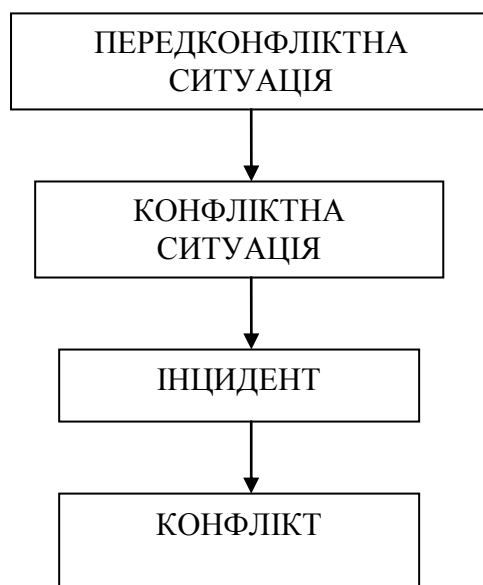 ПЕРЕДКОНФЛІКТНА
СИТУАЦІЯ
КОНФЛІКТНА
СИТУАЦІЯ
ІНЦИДЕНТ
КОНФЛІКТ